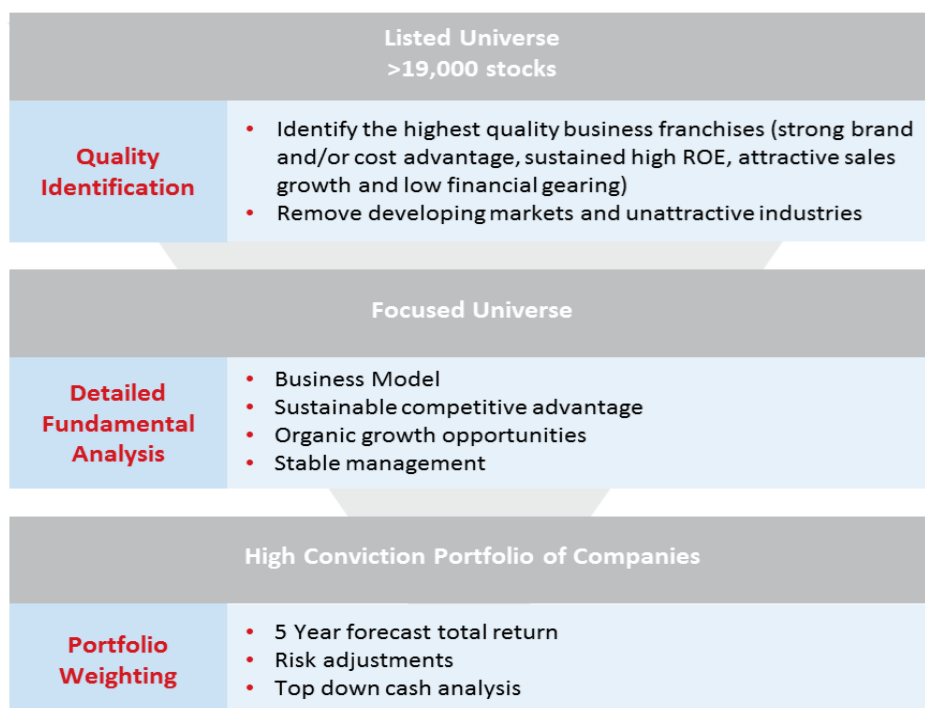 Listed Universe
>19,000 stocks
Quality
Identification
• Identify the highest quality business franchises (strong brand
and/or cost advantage, sustained high ROE, attractive sales
growth and low financial gearing)
• Remove developing markets and unattractive industries
Focused Universe
Detailed
Fundamental
Analysis
• Business Model
• Sustainable competitive advantage
• Organic growth opportunities
• Stable management
High Conviction Portfolio of Companies
Portfolio
Weighting
• 5 Year forecast total return
• Risk adjustments
• Top down cash analysis